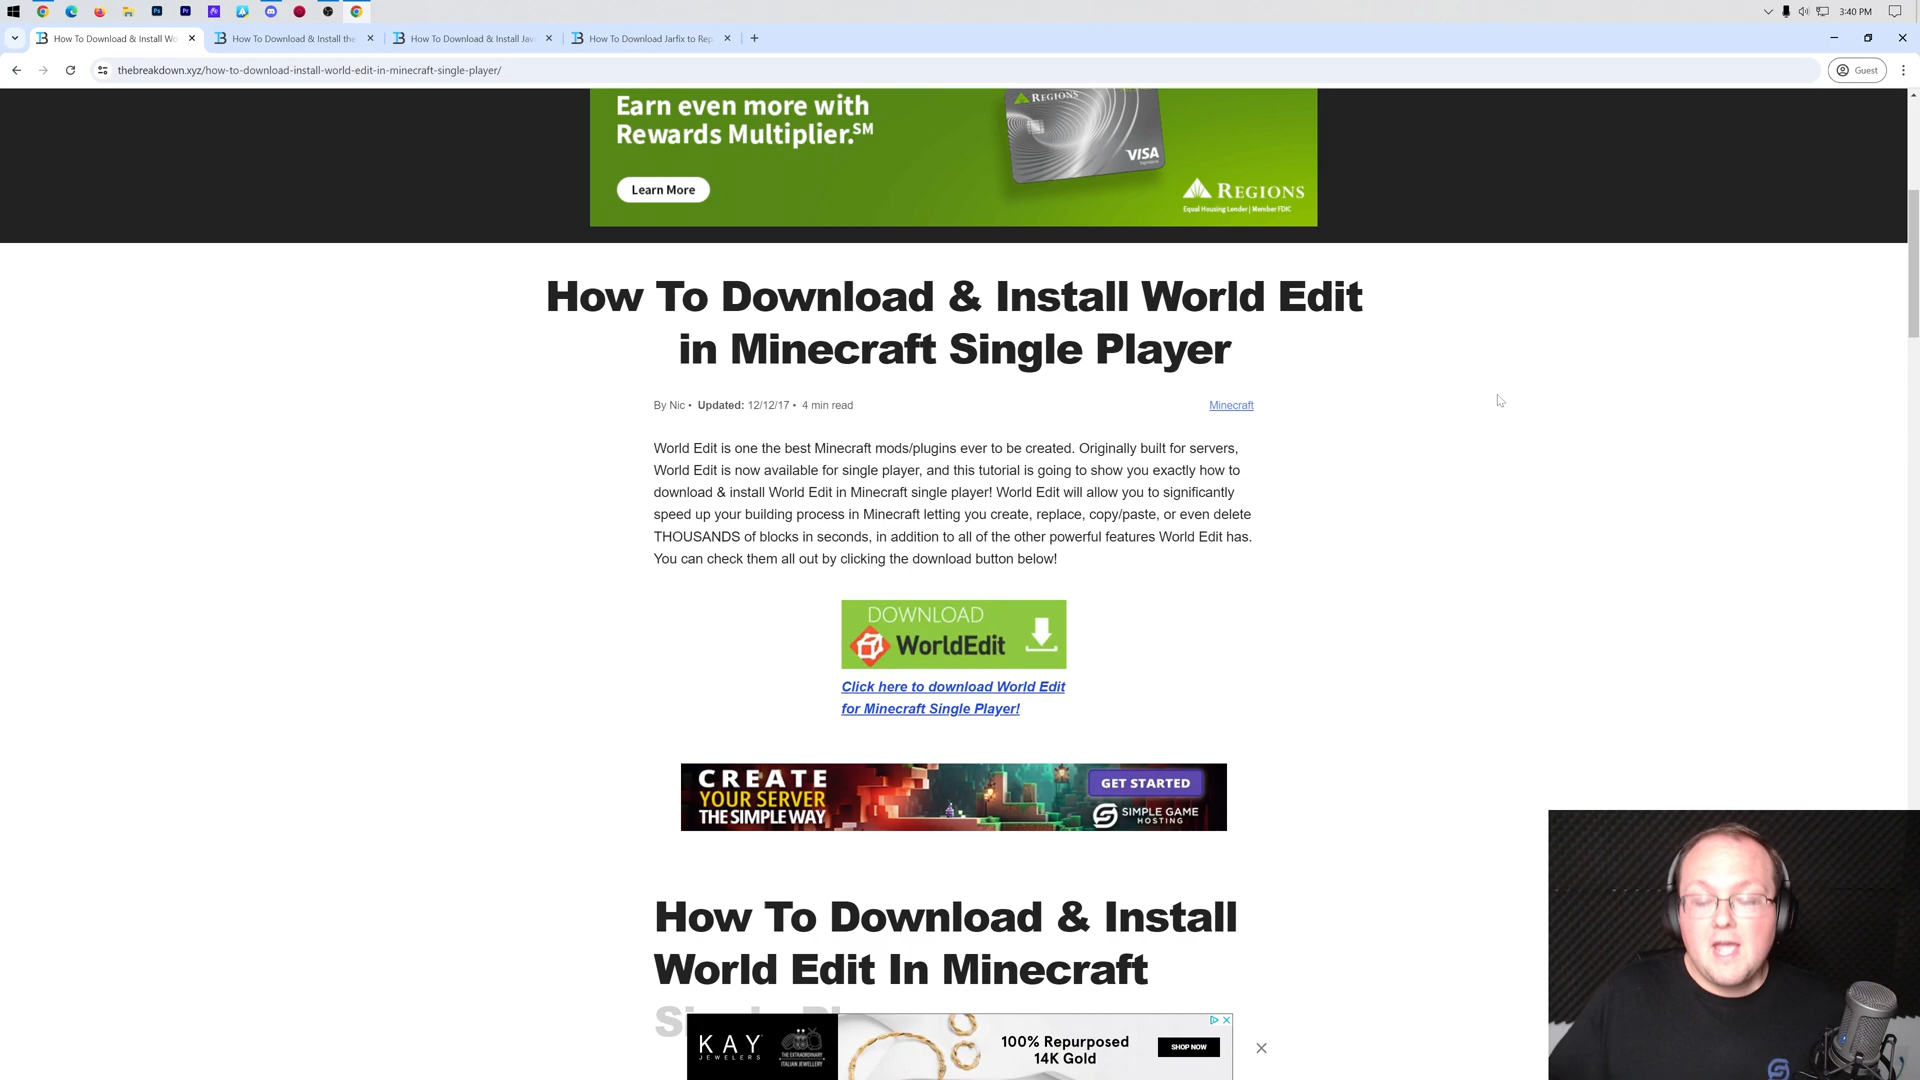 3:40 PM
How To Download & Install Wo
How To Download & Install the
How To Download & Install Jav
How To Download Jarfix to Rep
thebreakdown.xyz/how-to-download-install-world-edit-in-minecraft-single-player/
Guest
Earn even more with
Rewards Multiplier.SM
Learn More
REGIONS
VISA
REGIONS
Equal Housing Lender | Member FDIC
How To Download & Install World Edit
in Minecraft Single Player
By Nic • Updated: 12/12/17 • 4 min read
Minecraft
World Edit is one the best Minecraft mods/plugins ever to be created. Originally built for servers,
World Edit is now available for single player, and this tutorial is going to show you exactly how to
download & install World Edit in Minecraft single player! World Edit will allow you to significantly
speed up your building process in Minecraft letting you create, replace, copy/paste, or even delete
THOUSANDS of blocks in seconds, in addition to all of the other powerful features World Edit has.
You can check them all out by clicking the download button below!
DOWNLOAD
WorldEdit
Click here to download World Edit
for Minecraft Single Player!
CREATE
YOUR SERVER
THE SIMPLE WAY
GET STARTED
SIMPLE GAME
HOSTING
How To Download & Install
World Edit In Minecraft
KAY
JEWELERS
THE EXTRAORDINARY
ITALIAN JEWELLERY
100% Repurposed
14K Gold
SHOP NOW